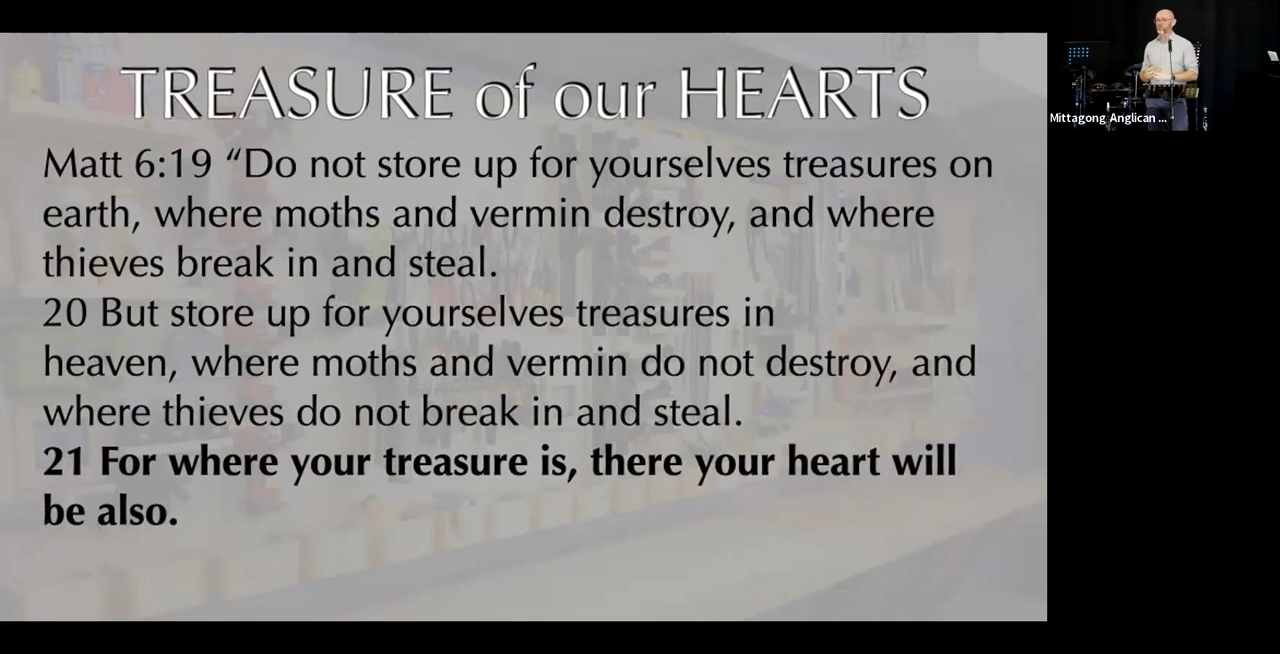 TREASURE of our HEARTS
Matt 6:19 “Do not store up for yourselves treasures on
earth, where moths and vermin destroy, and where
thieves break in and steal.
20 But store up for yourselves treasures in
heaven, where moths and vermin do not destroy, and
where thieves do not break in and steal.
21 For where your treasure is, there your heart will
be also.
Mittagong Anglican ...